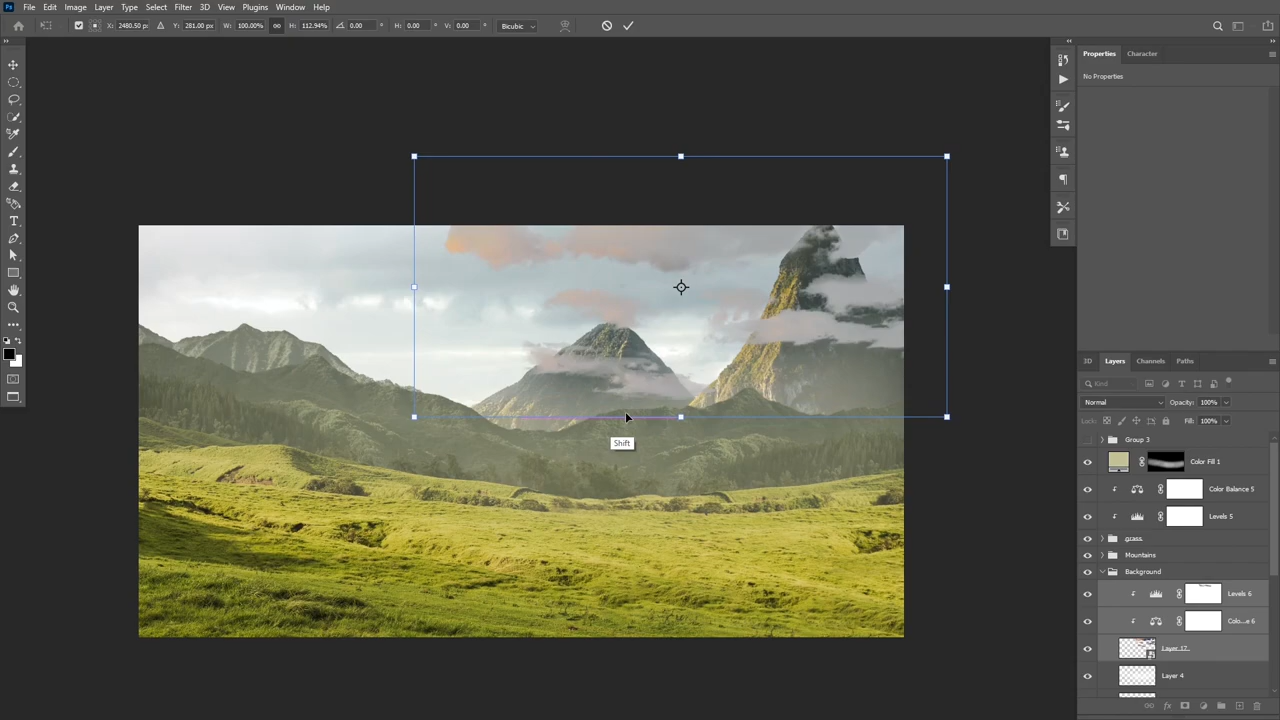 Ps File Edit Image Layer Type Select Filter 3D View Plugins Window Help
X: 2480.50 px Y: 281.00 px W: 100.00% H: 112.94% 0.00 ° H: 0.00 ° V: 0.00 ° Bicubic
Properties Character
No Properties
Shift
3D Layers Channels Paths
Kind
Normal Opacity: 100%
Lock: Fill: 100%
Group 3
Color Fill 1
Color Balance 5
Levels 5
grass
Mountains
Background
Levels 6
Colo...e 6
Layer 17
Layer 4